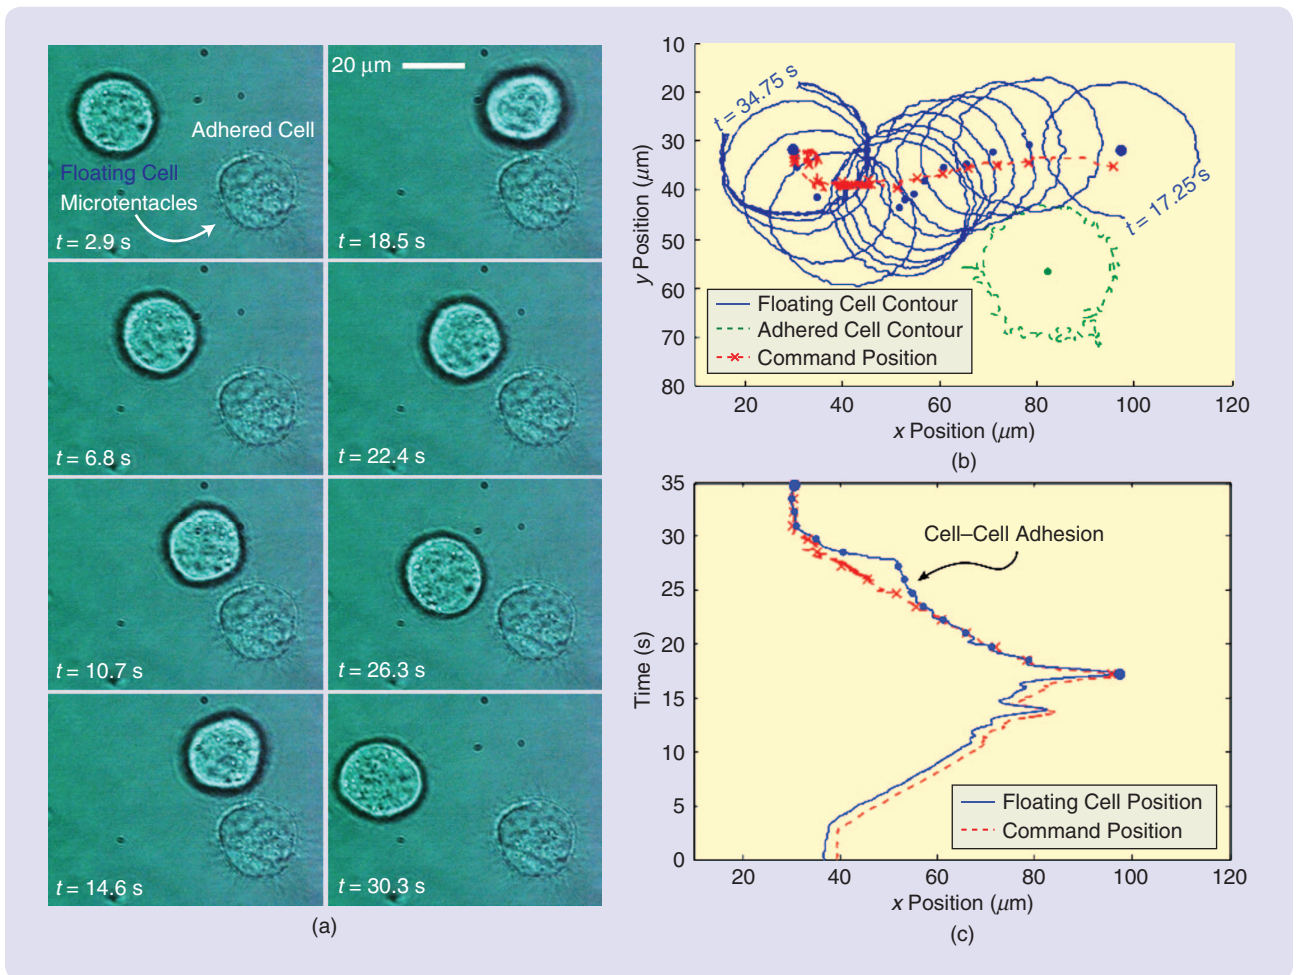 20 μm
Adhered Cell
Floating Cell
Microtentacles
t = 2.9 s
t = 18.5 s
t = 6.8 s
t = 22.4 s
t = 10.7 s
t = 26.3 s
t = 14.6 s
t = 30.3 s
(a)
10
20
30
40
50
60
70
80
y Position (μm)
t = 34.75 s
t = 17.25 s
Floating Cell Contour
Adhered Cell Contour
Command Position
20 40 60 80 100 120
x Position (μm)
(b)
35
30
25
20
15
10
5
0
Time (s)
Cell–Cell Adhesion
Floating Cell Position
Command Position
20 40 60 80 100 120
x Position (μm)
(c)